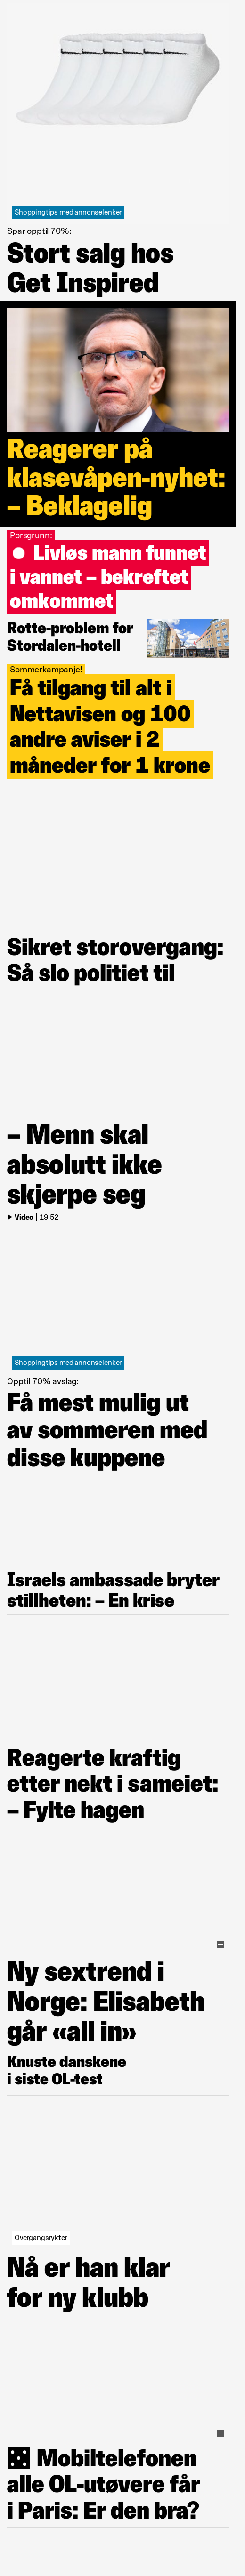 Shoppingtips med annonselenker
Spar opptil 70%:
Stort salg hos
Get Inspired
Reagerer på
klasevåpen-nyhet:
– Beklagelig
Porsgrunn:
Livløs mann funnet
i vannet – bekreftet
omkommet
Rotte-problem for
Stordalen-hotell
Sommerkampanje!
Få tilgang til alt i
Nettavisen og 100
andre aviser i 2
måneder for 1 krone
Sikret storovergang:
Så slo politiet til
– Menn skal
absolutt ikke
skjerpe seg
Video | 19:52
Shoppingtips med annonselenker
Opptil 70% avslag:
Få mest mulig ut
av sommeren med
disse kuppene
Israels ambassade bryter
stillheten: – En krise
Reagerte kraftig
etter nekt i sameiet:
– Fylte hagen
Ny sextrend i
Norge: Elisabeth
går «all in»
Knuste danskene
i siste OL-test
Overgangsrykter
Nå er han klar
for ny klubb
Mobiltelefonen
alle OL-utøvere får
i Paris: Er den bra?